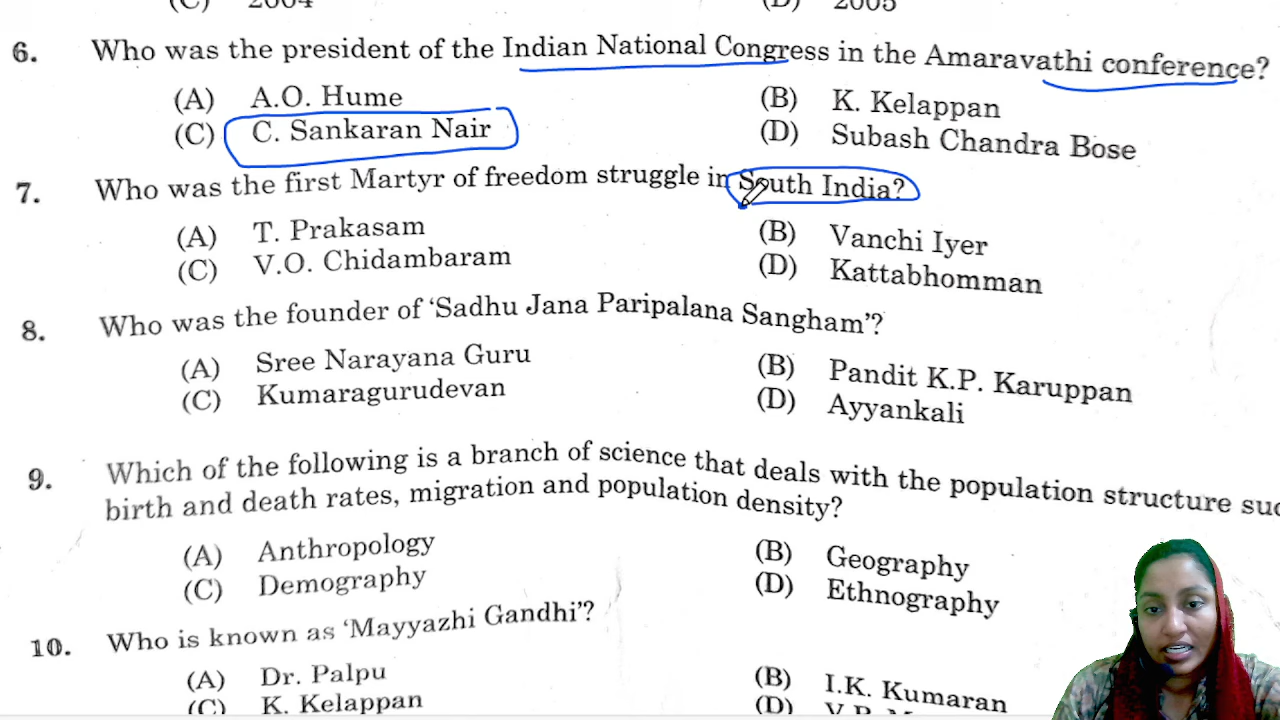 (C) 2004 (D) 2005
6. Who was the president of the Indian National Congress in the Amaravathi conference?
(A) A.O. Hume (B) K. Kelappan
(C) C. Sankaran Nair (D) Subash Chandra Bose
7. Who was the first Martyr of freedom struggle in South India?
(A) T. Prakasam (B) Vanchi Iyer
(C) V.O. Chidambaram (D) Kattabhomman
8. Who was the founder of ‘Sadhu Jana Paripalana Sangham’?
(A) Sree Narayana Guru (B) Pandit K.P. Karuppan
(C) Kumaragurudevan (D) Ayyankali
9. Which of the following is a branch of science that deals with the population structure
birth and death rates, migration and population density?
(A) Anthropology (B) Geography
(C) Demography (D) Ethnography
10. Who is known as ‘Mayyazhi Gandhi’?
(A) Dr. Palpu (B) I.K. Kumaran
(C) K. Kelappan (D)